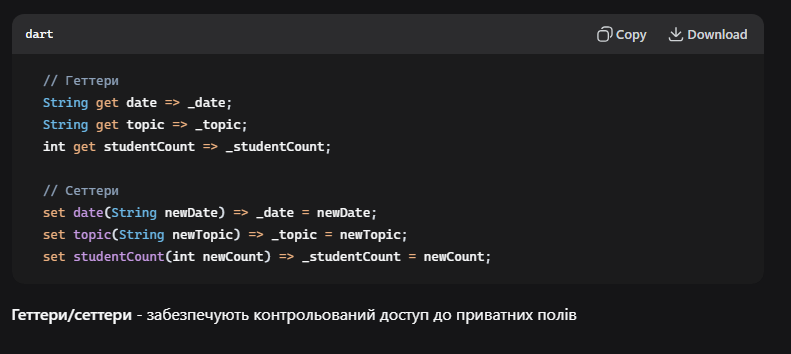 dart
Copy
Download
// Геттери
String get date => _date;
String get topic => _topic;
int get studentCount => _studentCount;
// Сеттери
set date(String newDate) => _date = newDate;
set topic(String newTopic) => _topic = newTopic;
set studentCount(int newCount) => _studentCount = newCount;
Геттери/сеттери - забезпечують контрольований доступ до приватних полів